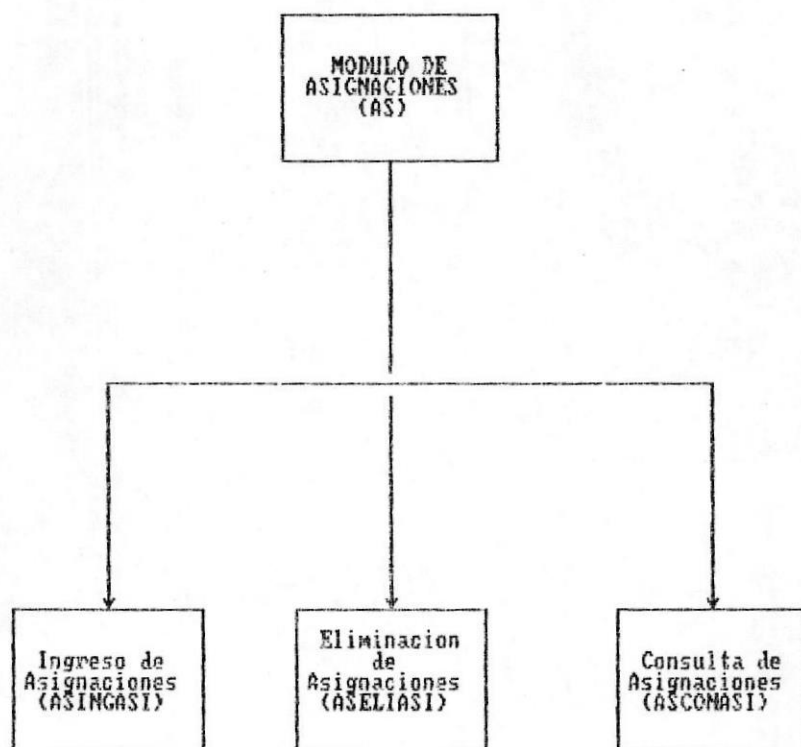 MODULO DE
ASIGNACIONES
(AS)
Ingreso de
Asignaciones
(ASINGASI)
Eliminacion
de
Asignaciones
(ASELIASI)
Consulta de
Asignaciones
(ASCONASI)